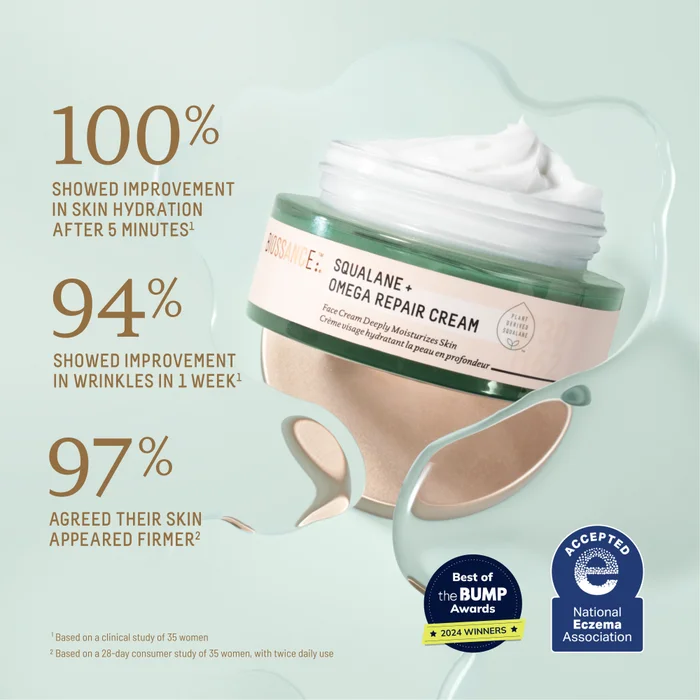 100%
SHOWED IMPROVEMENT
IN SKIN HYDRATION
AFTER 5 MINUTES¹
94%
SHOWED IMPROVEMENT
IN WRINKLES IN 1 WEEK¹
97%
AGREED THEIR SKIN
APPEARED FIRMER²
BIOSSANCE
SQUALANE +
OMEGA REPAIR CREAM
Face Cream Deeply Moisturizes Skin
Crème visage hydratant la peau en profondeur
PLANT
DERIVED
SQUALANE
Best of
the BUMP
Awards
★ 2024 WINNERS ★
ACCEPTED
e
National
Eczema
Association
¹ Based on a clinical study of 35 women
² Based on a 28-day consumer study of 35 women, with twice daily use